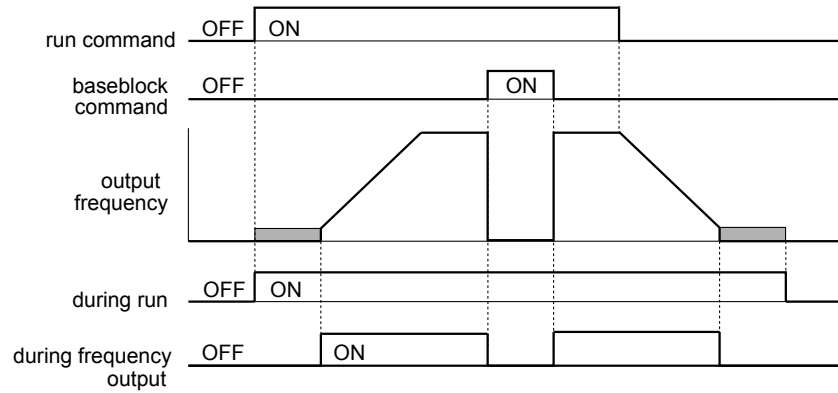 run command OFF ON
baseblock OFF ON
command
output
frequency
during run OFF ON
during frequency OFF ON
output